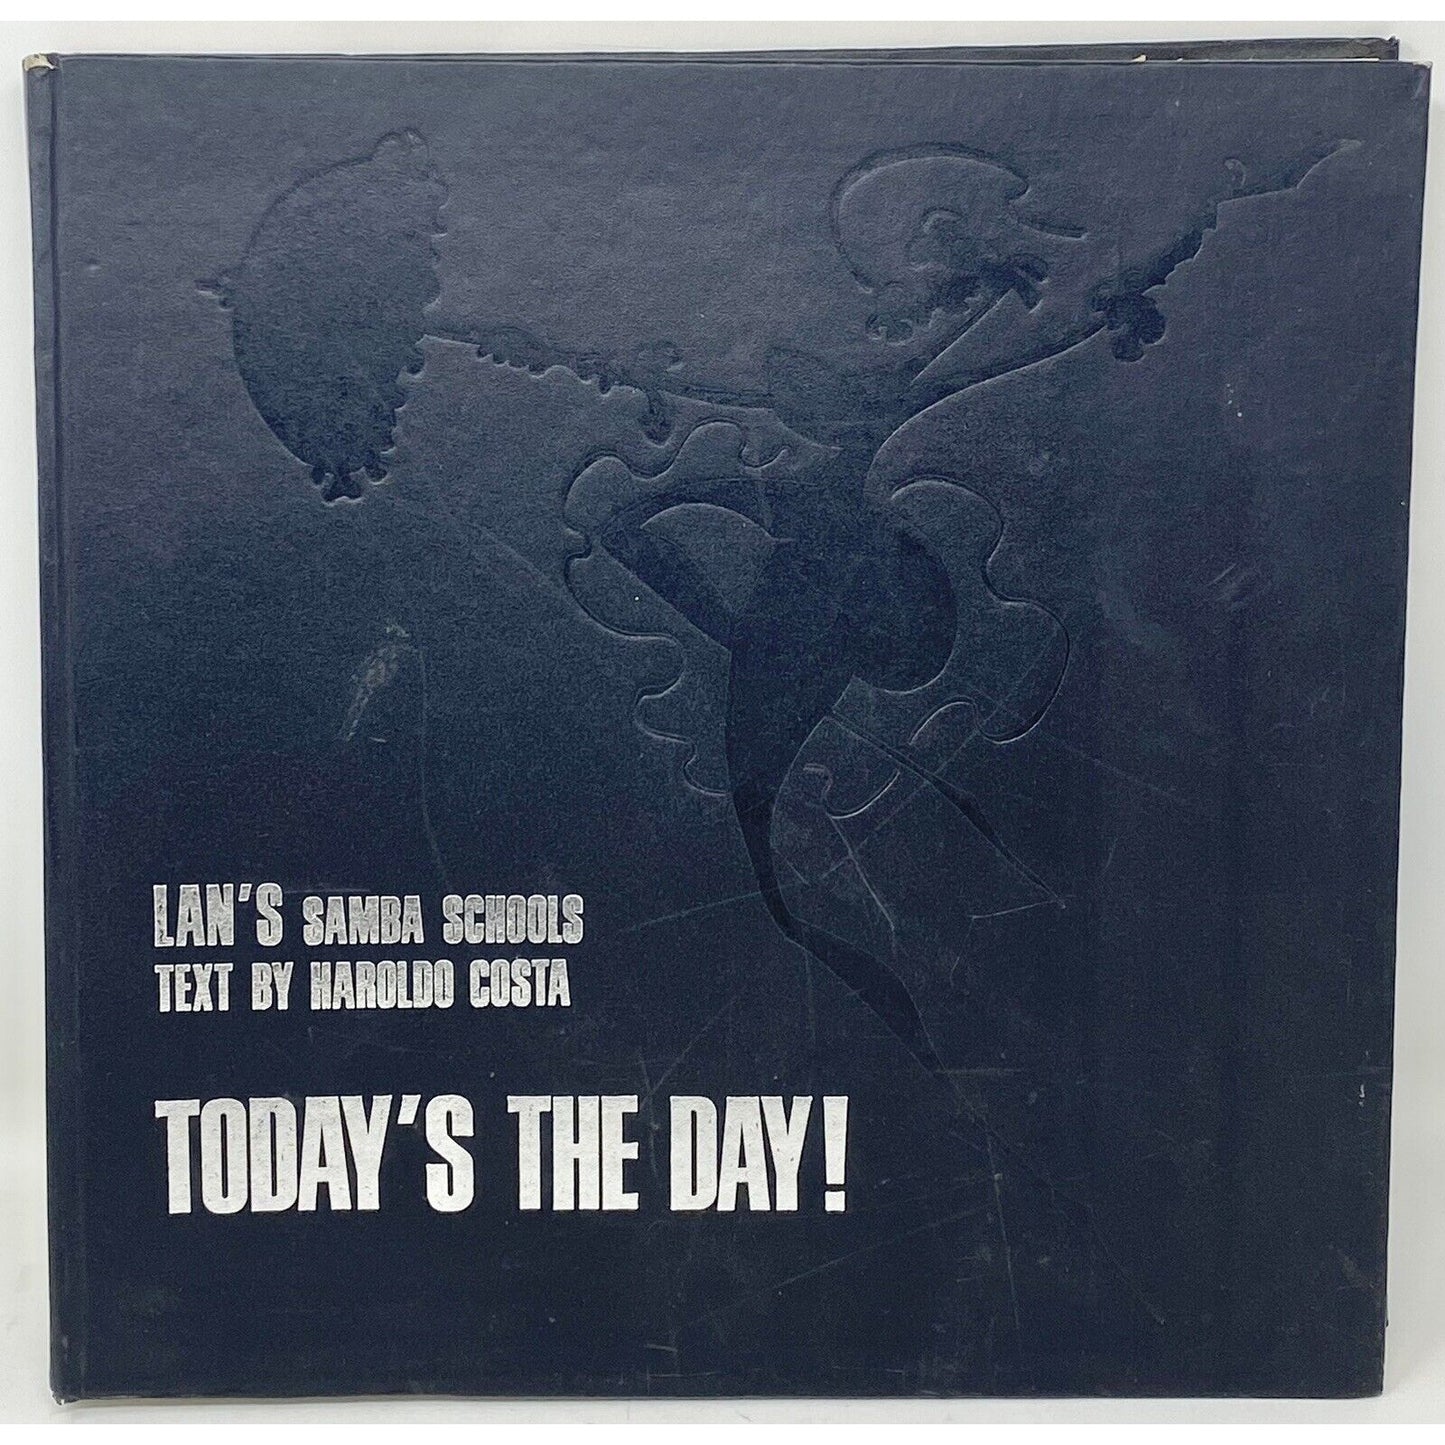 LAN'S SAMBA SCHOOLS
TEXT BY HAROLDO COSTA
TODAY'S THE DAY!